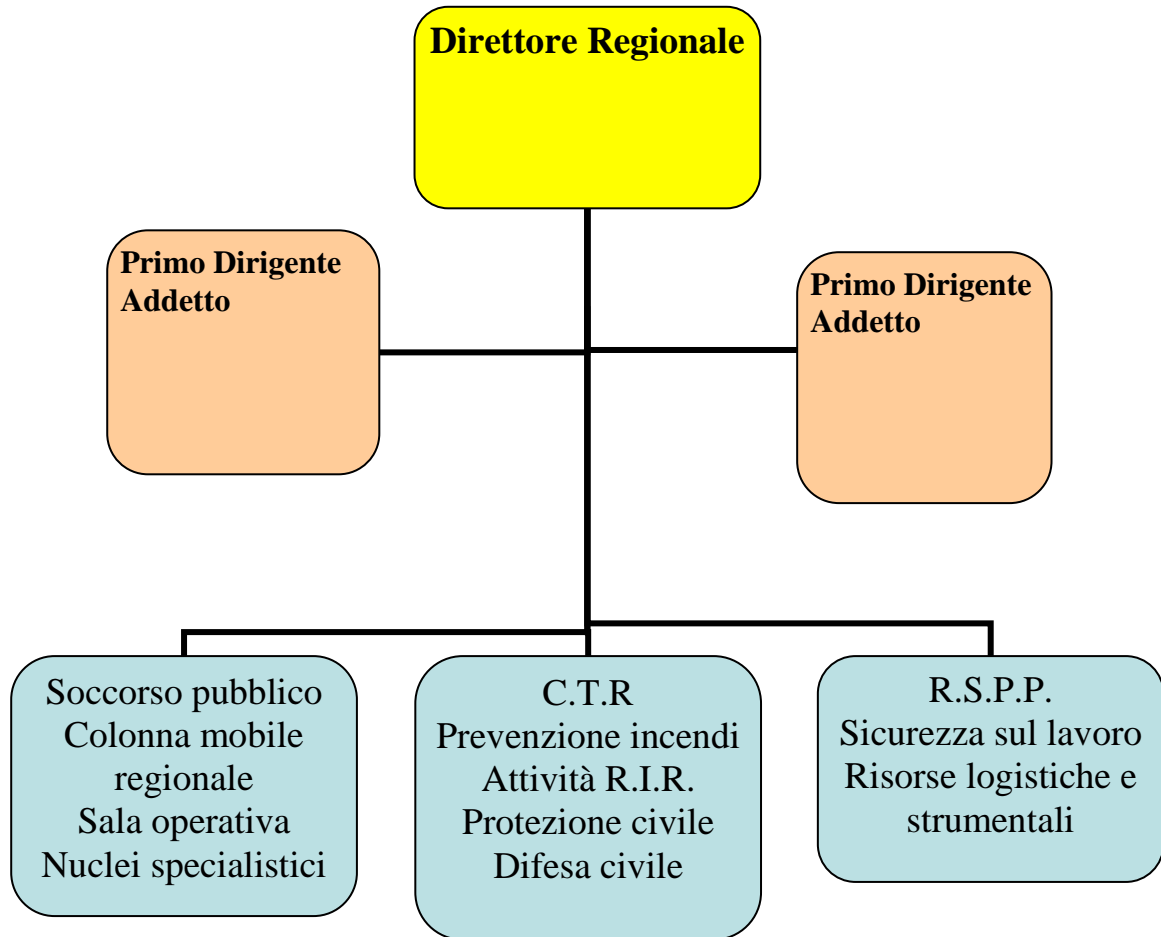 Direttore Regionale
Primo Dirigente
Addetto
Primo Dirigente
Addetto
Soccorso pubblico
Colonna mobile
regionale
Sala operativa
Nuclei specialistici
C.T.R
Prevenzione incendi
Attività R.I.R.
Protezione civile
Difesa civile
R.S.P.P.
Sicurezza sul lavoro
Risorse logistiche e
strumentali